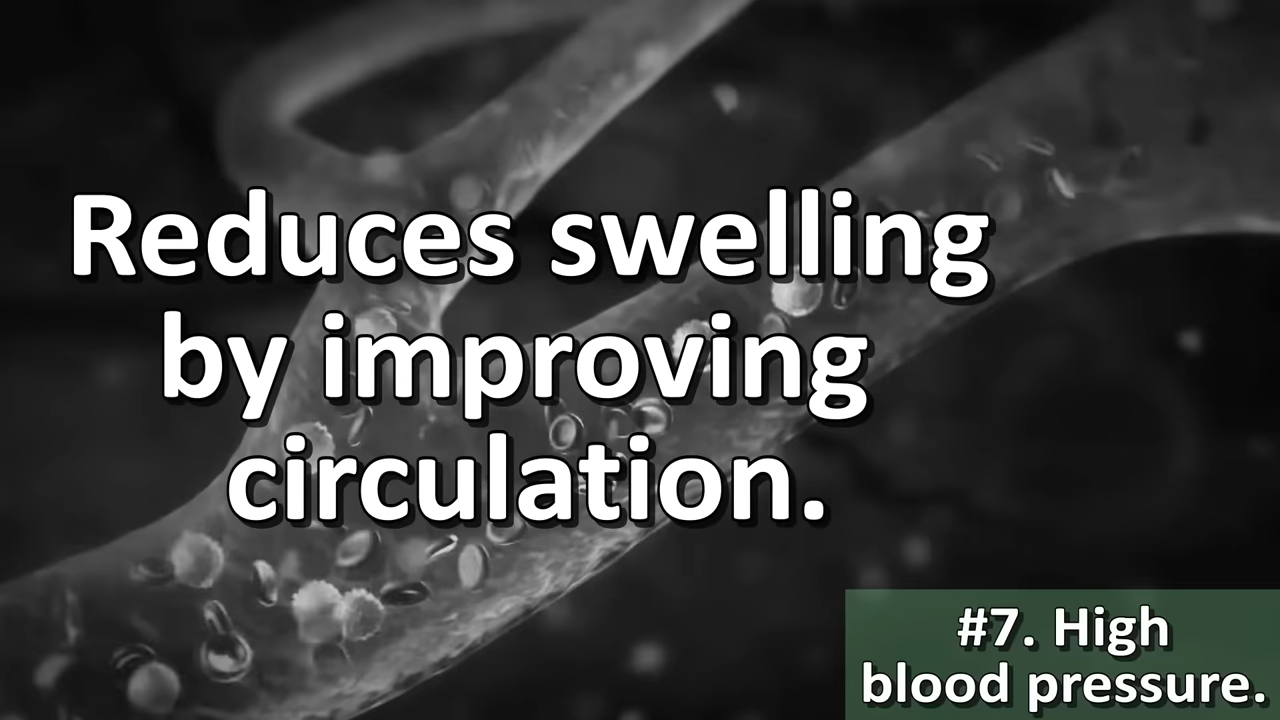 Reduces swelling
by improving
circulation.
#7. High
blood pressure.